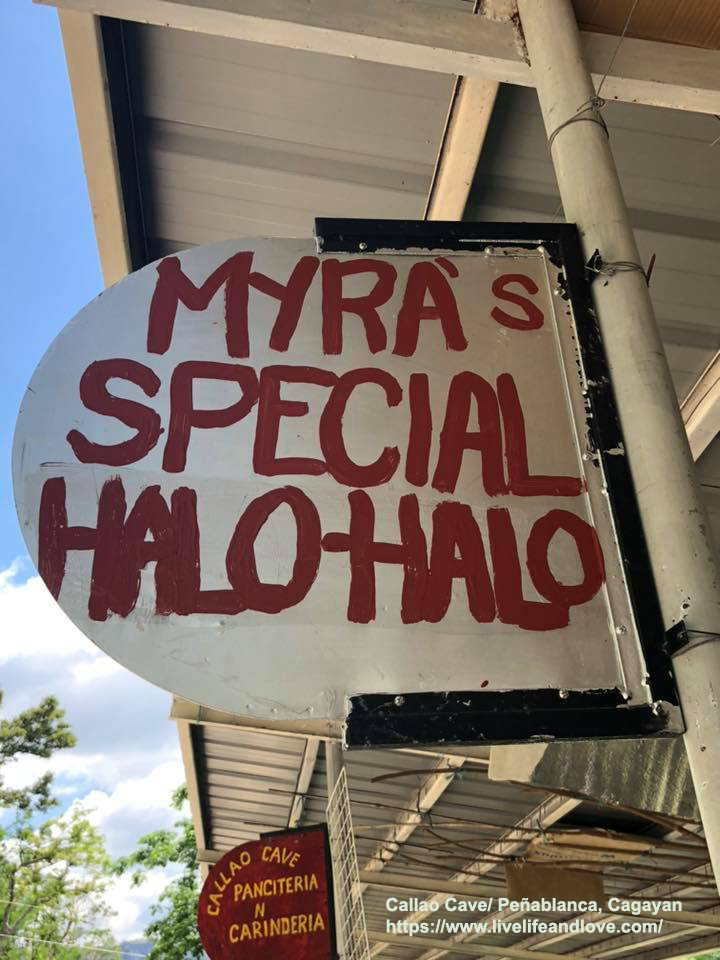 MYRA'S
SPECIAL
HALO-HALO
CALLAO CAVE
PANCITERIA
N
CARINDERIA
Callao Cave/ Peñablanca, Cagayan
https://www.livelifeandlove.com/